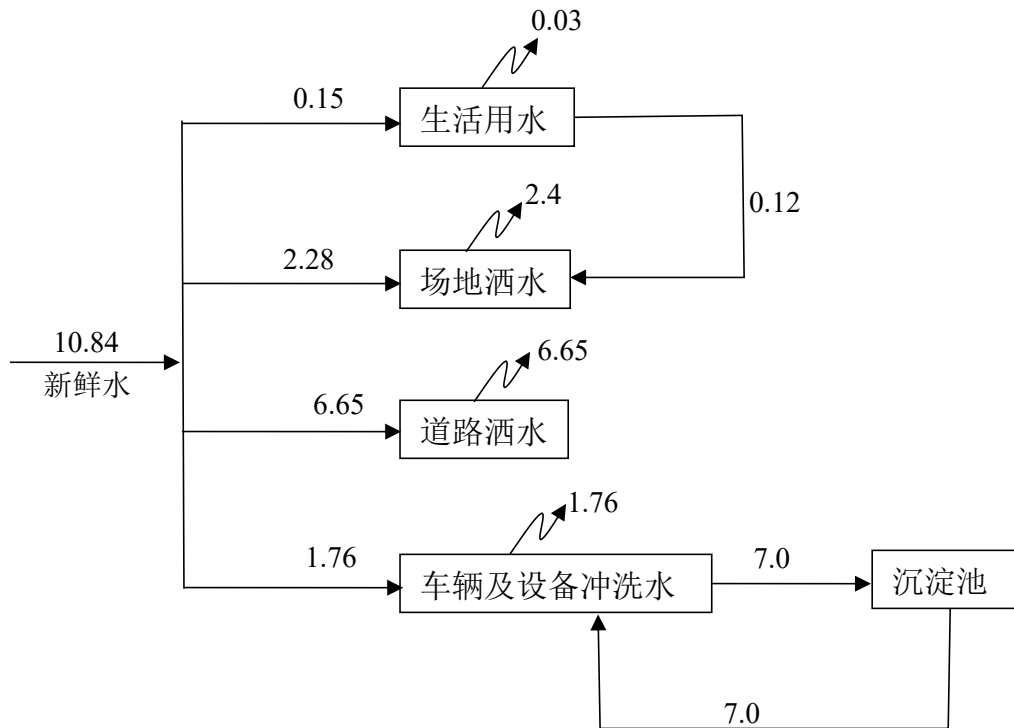 0.03
0.15
生活用水
0.12
2.4
2.28
场地洒水
10.84
新鲜水
6.65
6.65
道路洒水
1.76
1.76
车辆及设备冲洗水
7.0
沉淀池
7.0